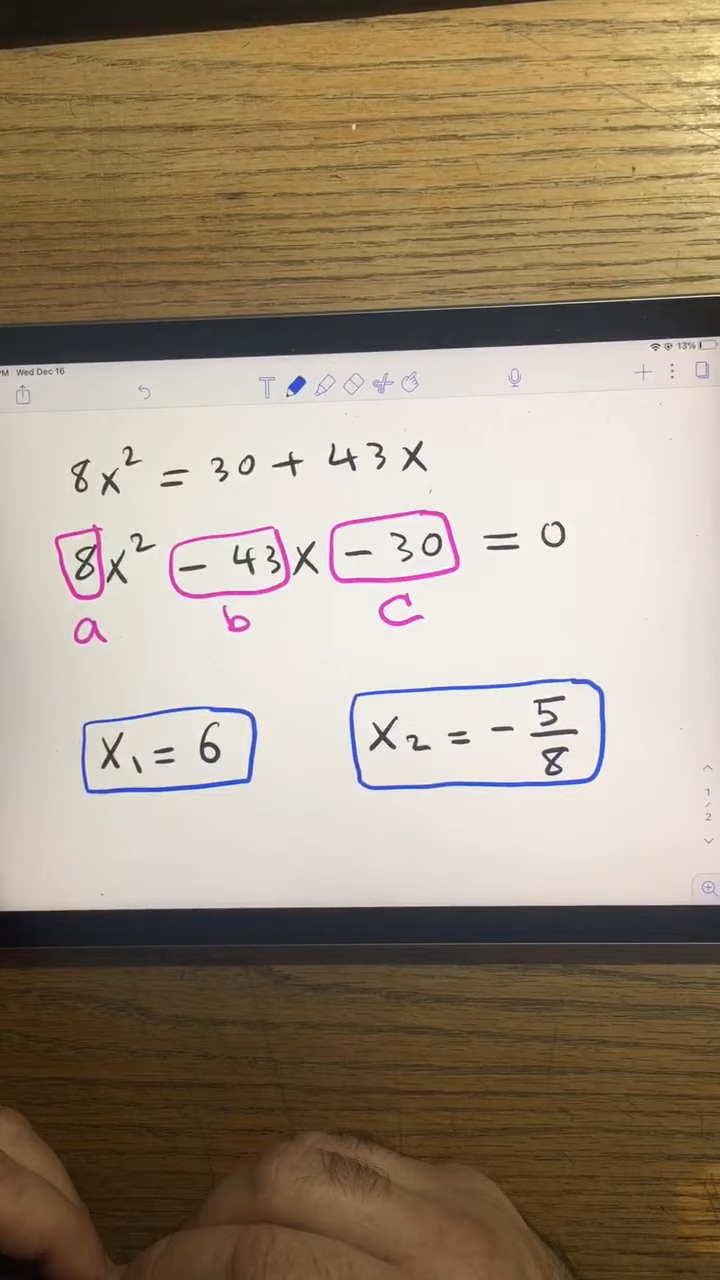 M Wed Dec 16
13%
T
8x² = 30 + 43x
8x² - 43x - 30 = 0
a b c
x₁ = 6 x₂ = - 5/8
1
/
2